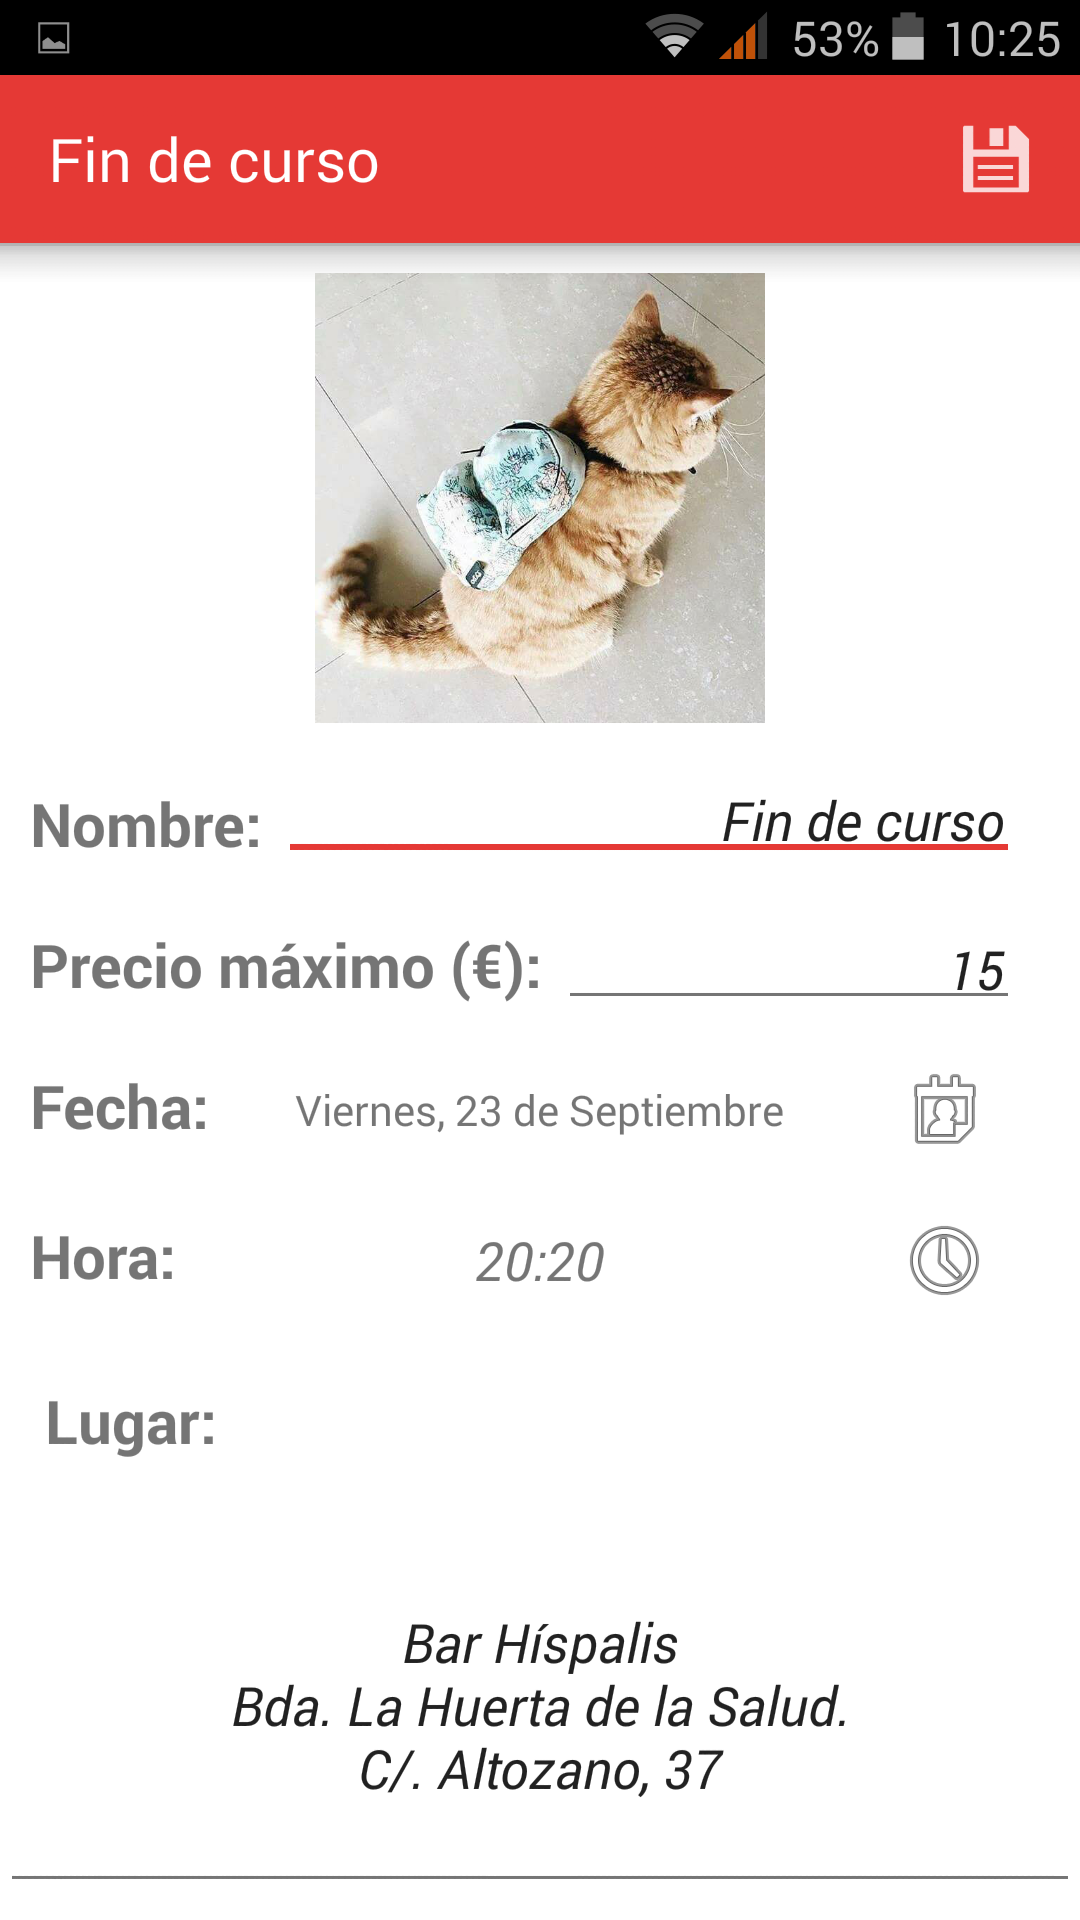 53% 10:25
Fin de curso
Nombre: Fin de curso
Precio máximo (€): 15
Fecha: Viernes, 23 de Septiembre
Hora: 20:20
Lugar:
Bar Híspalis
Bda. La Huerta de la Salud.
C/. Altozano, 37